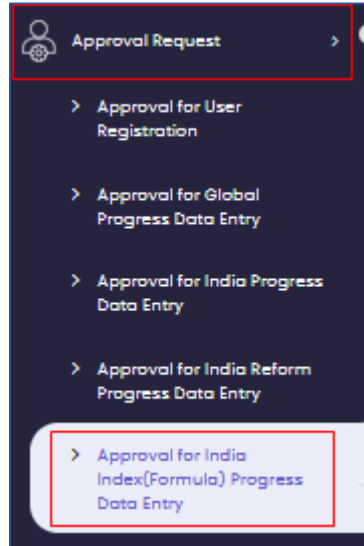 Approval Request
Approval for User
Registration
Approval for Global
Progress Data Entry
Approval for India Progress
Data Entry
Approval for India Reform
Progress Data Entry
Approval for India
Index(Formula) Progress
Data Entry